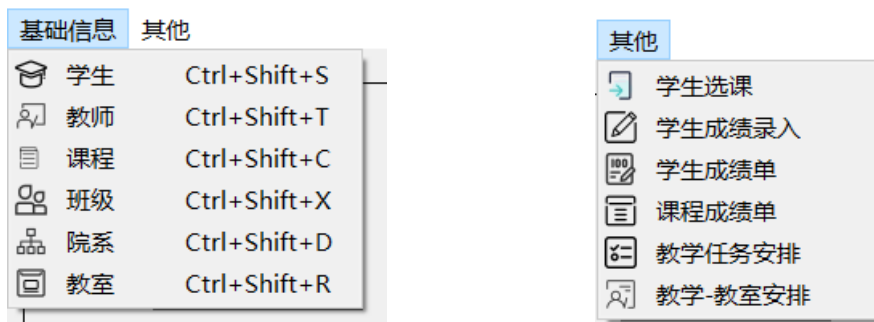 基础信息 其他
学生 Ctrl+Shift+S
教师 Ctrl+Shift+T
课程 Ctrl+Shift+C
班级 Ctrl+Shift+X
院系 Ctrl+Shift+D
教室 Ctrl+Shift+R
其他
学生选课
学生成绩录入
学生成绩单
课程成绩单
教学任务安排
教学-教室安排